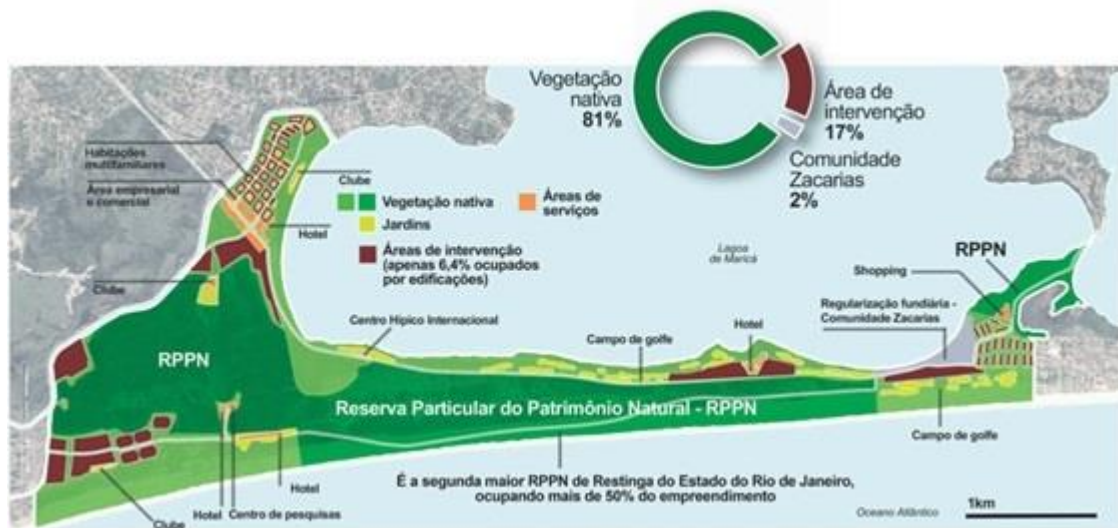 Vegetação
nativa
81%
Área de
intervenção
17%
Comunidade
Zacarias
2%
Habitações
multifamiliares
Área empresarial
e comercial
Clube
Hotel
Vegetação nativa
Jardins
Áreas de intervenção
(apenas 6,4% ocupados
por edificações)
Áreas de
serviços
Lagoa
de Maricá
RPPN
Shopping
Regularização fundiária -
Comunidade Zacarias
Clube
Centro Hípico Internacional
Campo de golfe
Hotel
RPPN
Reserva Particular do Patrimônio Natural - RPPN
Campo de golfe
É a segunda maior RPPN de Restinga do Estado do Rio de Janeiro,
ocupando mais de 50% do empreendimento
Hotel
Clube
Hotel
Centro de pesquisas
Oceano Atlântico
1km